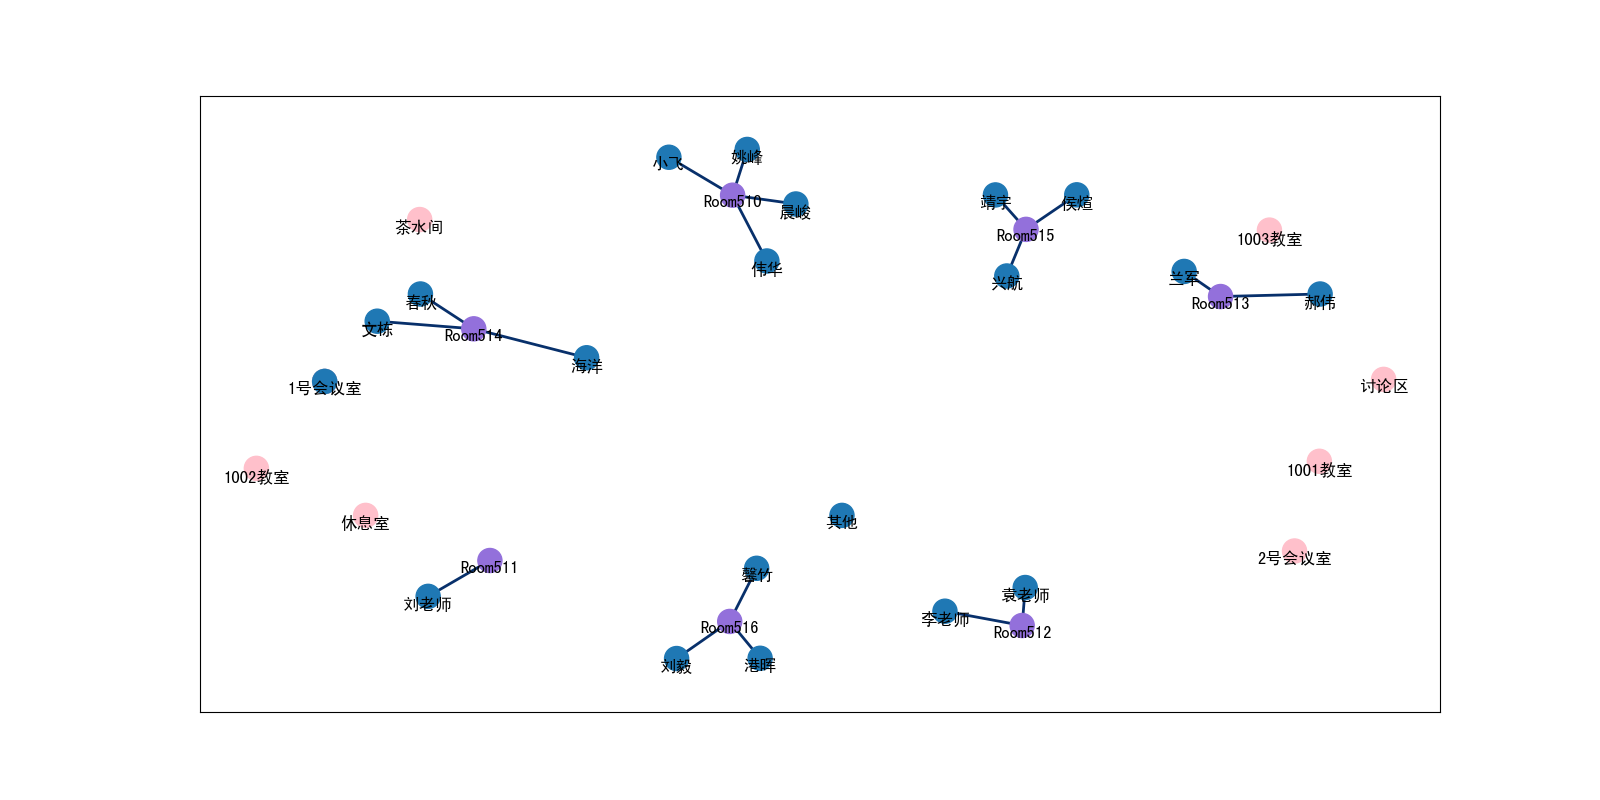 小飞
姚峰
Room510
晨峻
伟华
靖宇
侯煊
Room515
兴航
茶水间
1003教室
兰军
Room513
郝伟
春秋
文栋
Room514
海洋
1号会议室
讨论区
1002教室
1001教室
休息室
其他
2号会议室
Room511
刘老师
馨竹
Room516
刘毅
港晖
袁老师
李老师
Room512